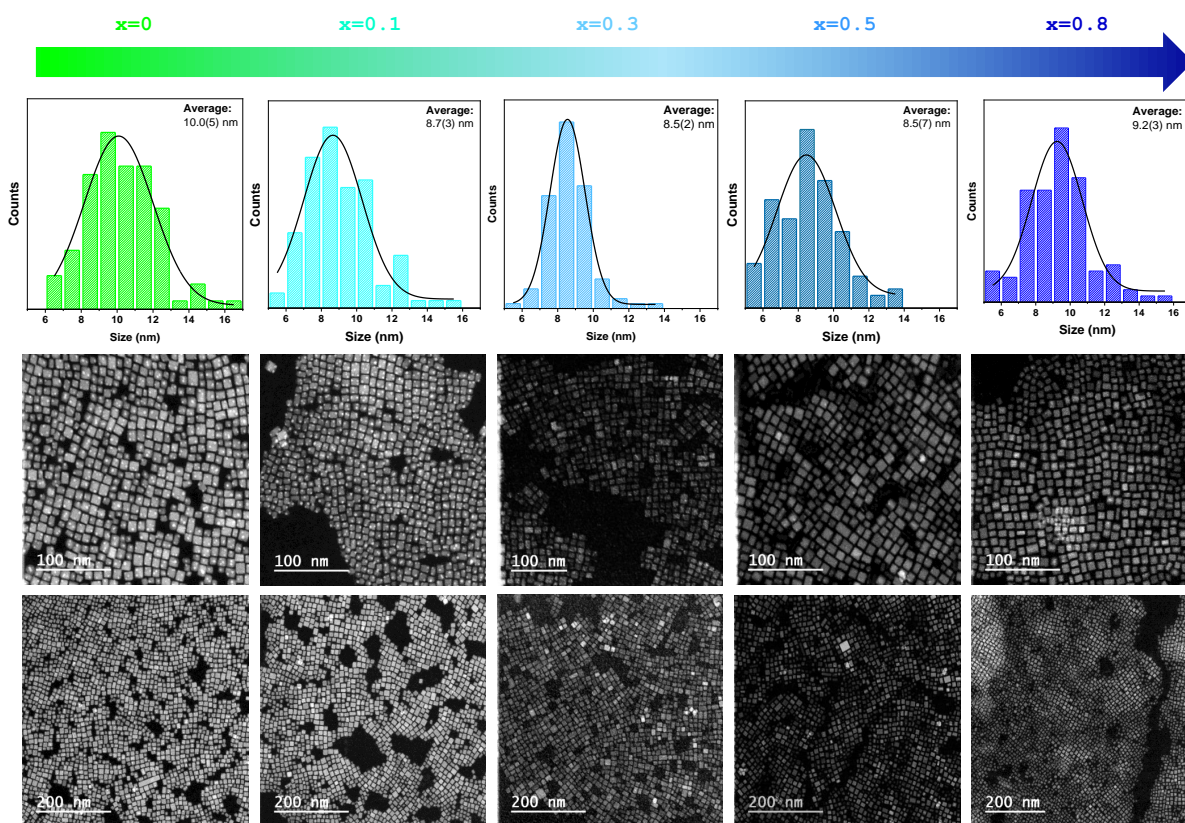 x=0 x=0.1 x=0.3 x=0.5 x=0.8
Average:
10.0(5) nm
Counts
6 8 10 12 14 16
Size (nm)
Average:
8.7(3) nm
Counts
6 8 10 12 14 16
Size (nm)
Average:
8.5(2) nm
Counts
6 8 10 12 14 16
Size (nm)
Average:
8.5(7) nm
Counts
6 8 10 12 14 16
Size (nm)
Average:
9.2(3) nm
Counts
6 8 10 12 14 16
Size (nm)
100 nm 100 nm 100 nm 100 nm 100 nm
200 nm 200 nm 200 nm 200 nm 200 nm